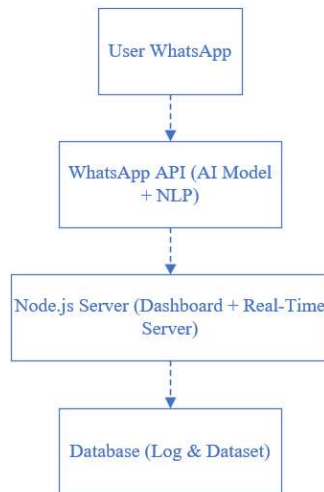 User WhatsApp
WhatsApp API (AI Model
+ NLP)
Node.js Server (Dashboard + Real-Time
Server)
Database (Log & Dataset)